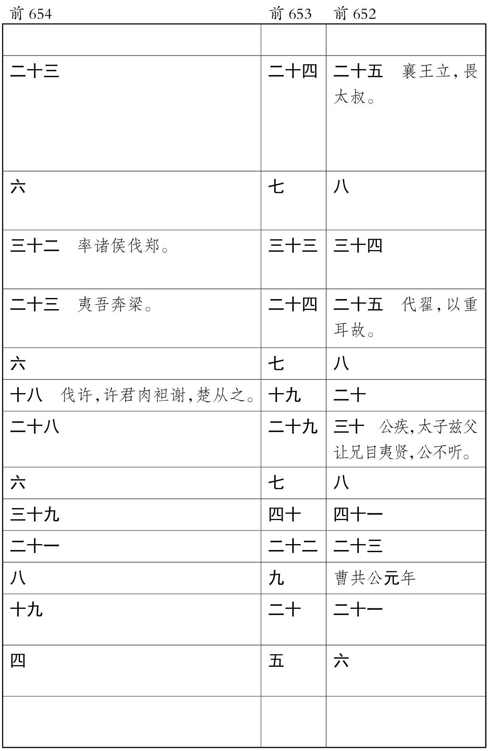 前 654 前 653 前 652
二十三 二十四 二十五 襄王立，畏
太叔。
六 七 八
三十二 率诸侯伐郑。 三十三 三十四
二十三 夷吾奔梁。 二十四 二十五 伐翟，以重
耳故。
六 七 八
十八 伐许，许君肉袒谢，楚从之。 十九 二十
二十八 二十九 三十 公疾，太子兹父
让兄目夷贤，公不听。
六 七 八
三十九 四十 四十一
二十一 二十二 二十三
八 九 曹共公元年
十九 二十 二十一
四 五 六